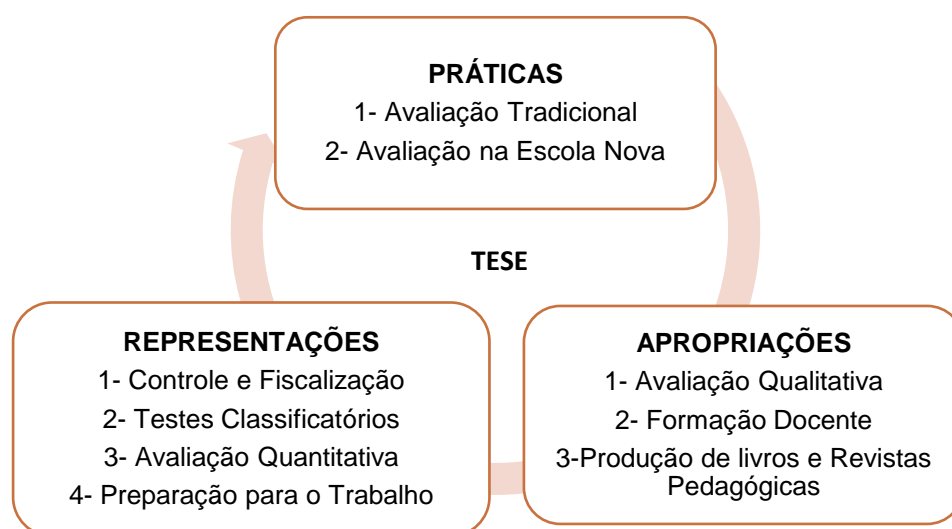 PRÁTICAS
1- Avaliação Tradicional
2- Avaliação na Escola Nova
TESE
REPRESENTAÇÕES
1- Controle e Fiscalização
2- Testes Classificatórios
3- Avaliação Quantitativa
4- Preparação para o Trabalho
APROPRIAÇÕES
1- Avaliação Qualitativa
2- Formação Docente
3-Produção de livros e Revistas
Pedagógicas